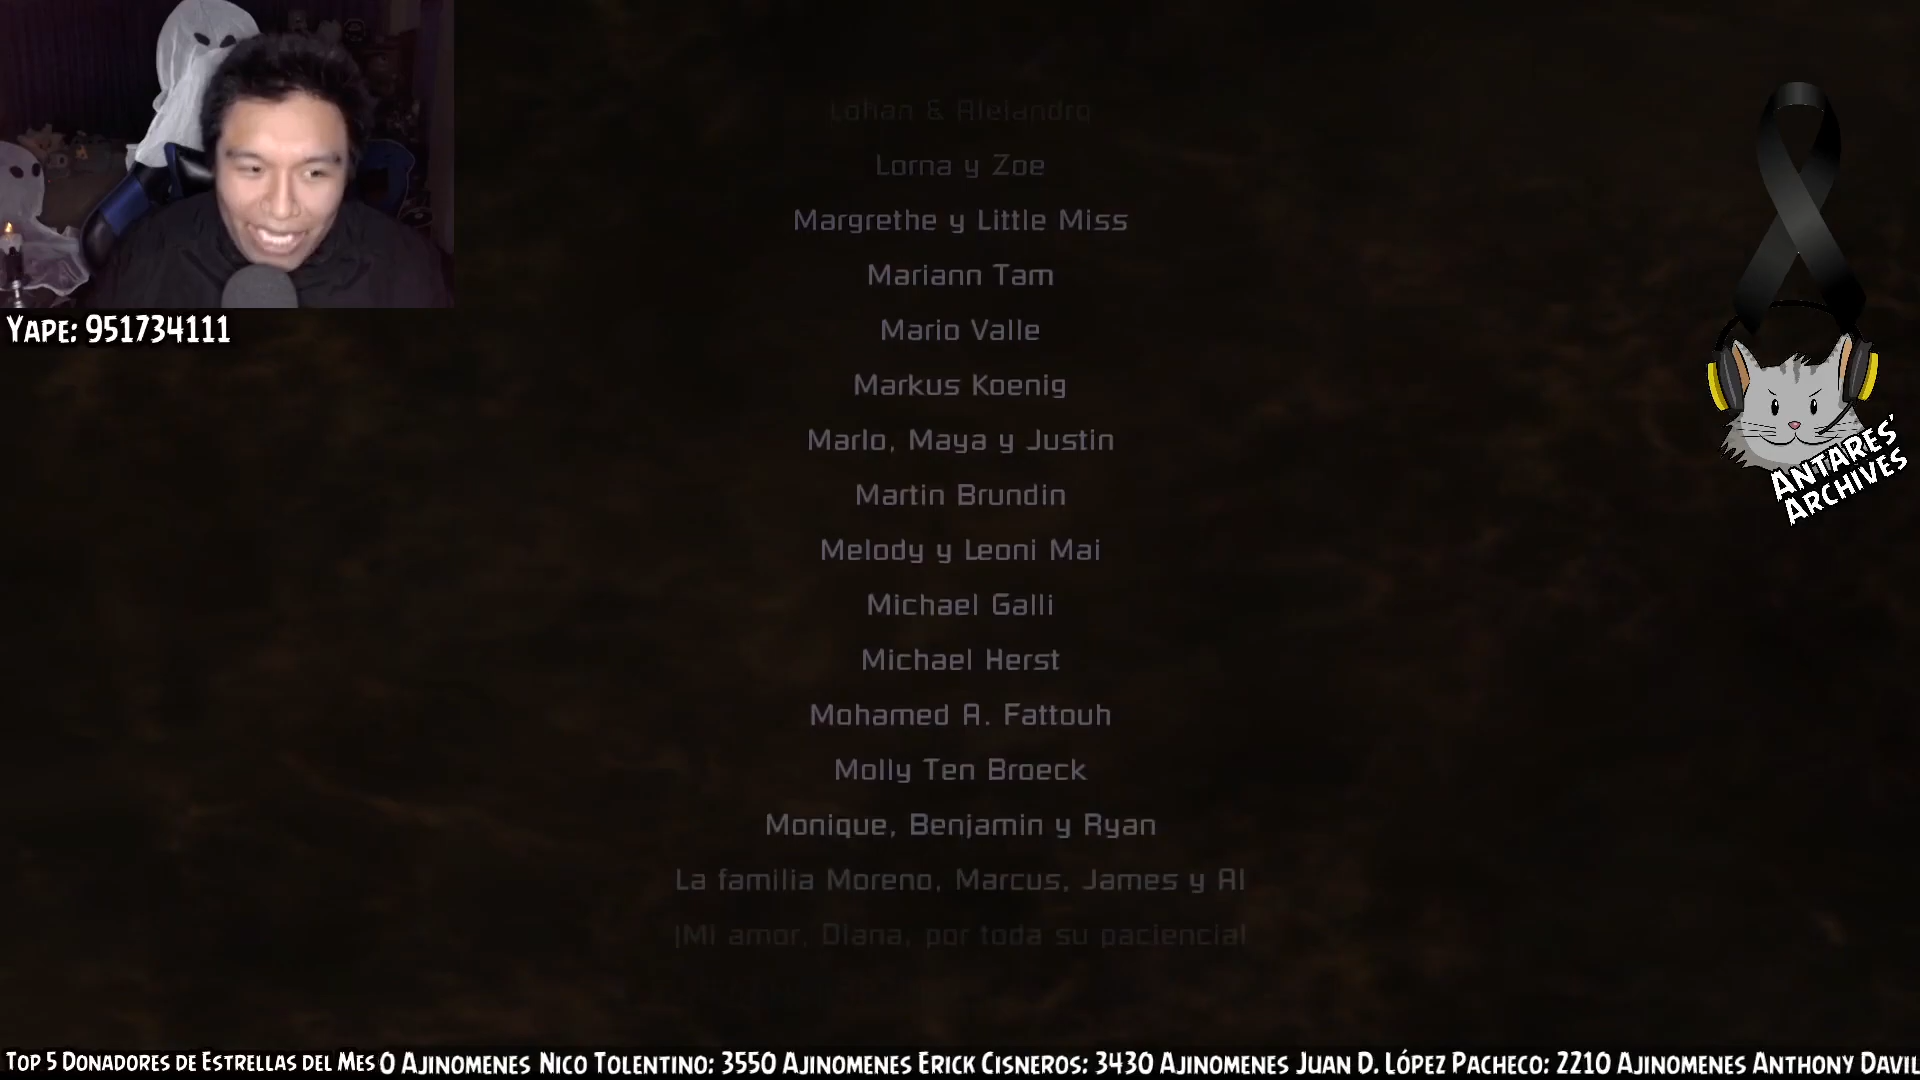 Lohan & Alejandro
Lorna y Zoe
Margrethe y Little Miss
Mariann Tam
Mario Valle
YAPE: 951734111
Markus Koenig
Marlo, Maya y Justin
ANTARES' ARCHIVES
Martin Brundin
Melody y Leoni Mai
Michael Galli
Michael Herst
Mohamed A. Fattouh
Molly Ten Broeck
Monique, Benjamin y Ryan
La familia Moreno, Marcus, James y Al
¡Mi amor, Diana, por toda su paciencia!
TOP 5 DONADORES DE ESTRELLAS DEL MES 0 AJINOMENES NICO TOLENTINO: 3550 AJINOMENES ERICK CISNEROS: 3430 AJINOMENES JUAN D. LÓPEZ PACHECO: 2210 AJINOMENES ANTHONY DAVIL